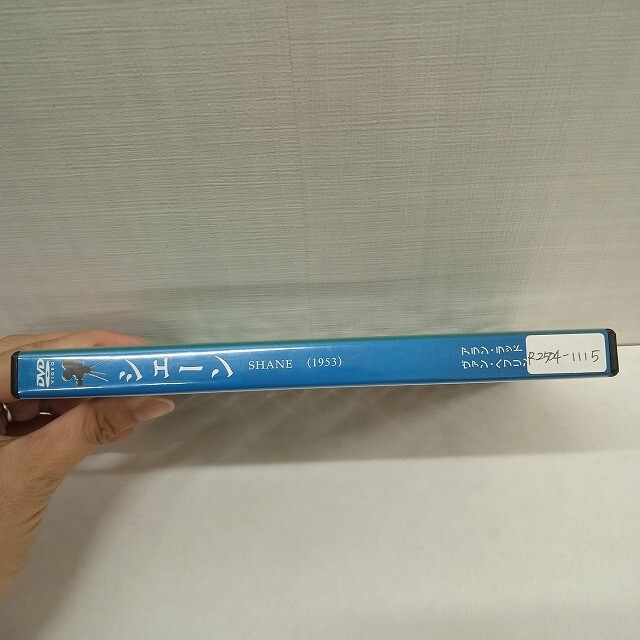 DVD
VIDEO
シェーン
SHANE (1953)
アラン・ラッド
ヴァン・ヘフリン
R2504-1115